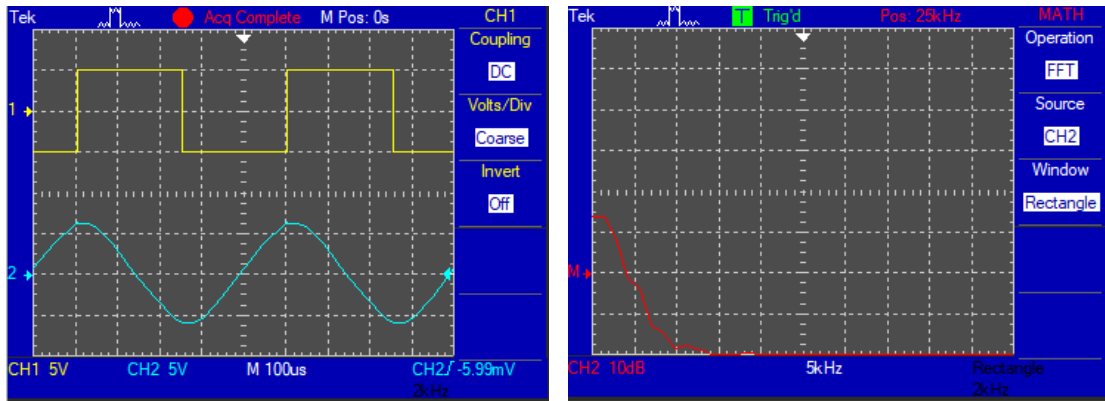 Tek Acq Complete M Pos: 0s CH1
Coupling
DC
1
Volts/Div
Coarse
Invert
Off
2
CH1 5V CH2 5V M 100us CH2 -5.99mV
2kHz
Tek T Trig'd Pos: 25kHz MATH
Operation
FFT
Source
CH2
Window
Rectangle
M
CH2 10dB 5kHz Rectangle
2kHz